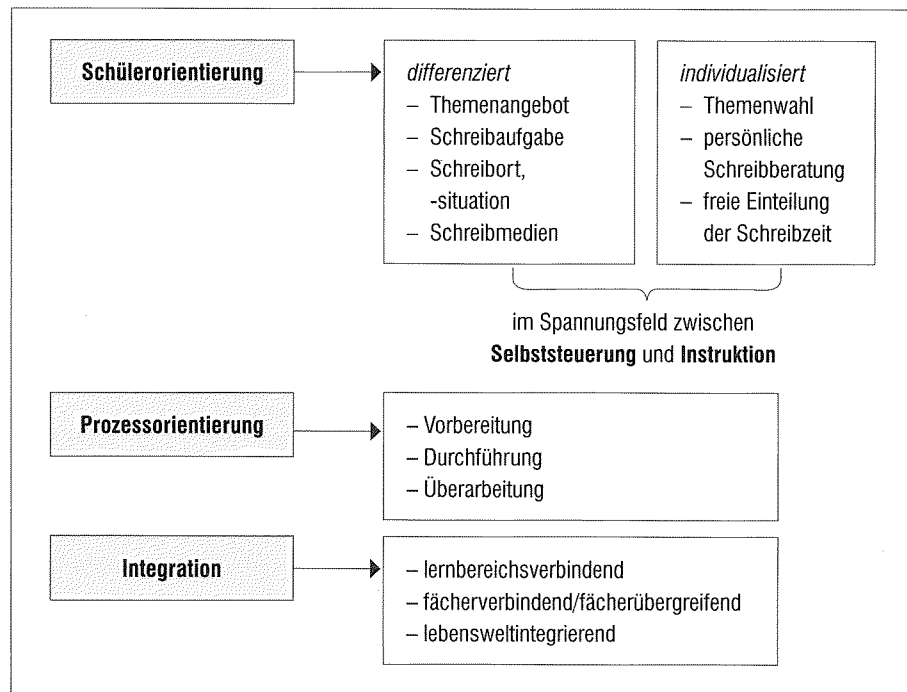 Schülerorientierung
differenziert
– Themenangebot
– Schreibaufgabe
– Schreibort,
-situation
– Schreibmedien
individualisiert
– Themenwahl
– persönliche
Schreibberatung
– freie Einteilung
der Schreibzeit
im Spannungsfeld zwischen
Selbststeuerung und Instruktion
Prozessorientierung
– Vorbereitung
– Durchführung
– Überarbeitung
Integration
– lernbereichsverbindend
– fächerverbindend/fächerübergreifend
– lebensweltintegrierend